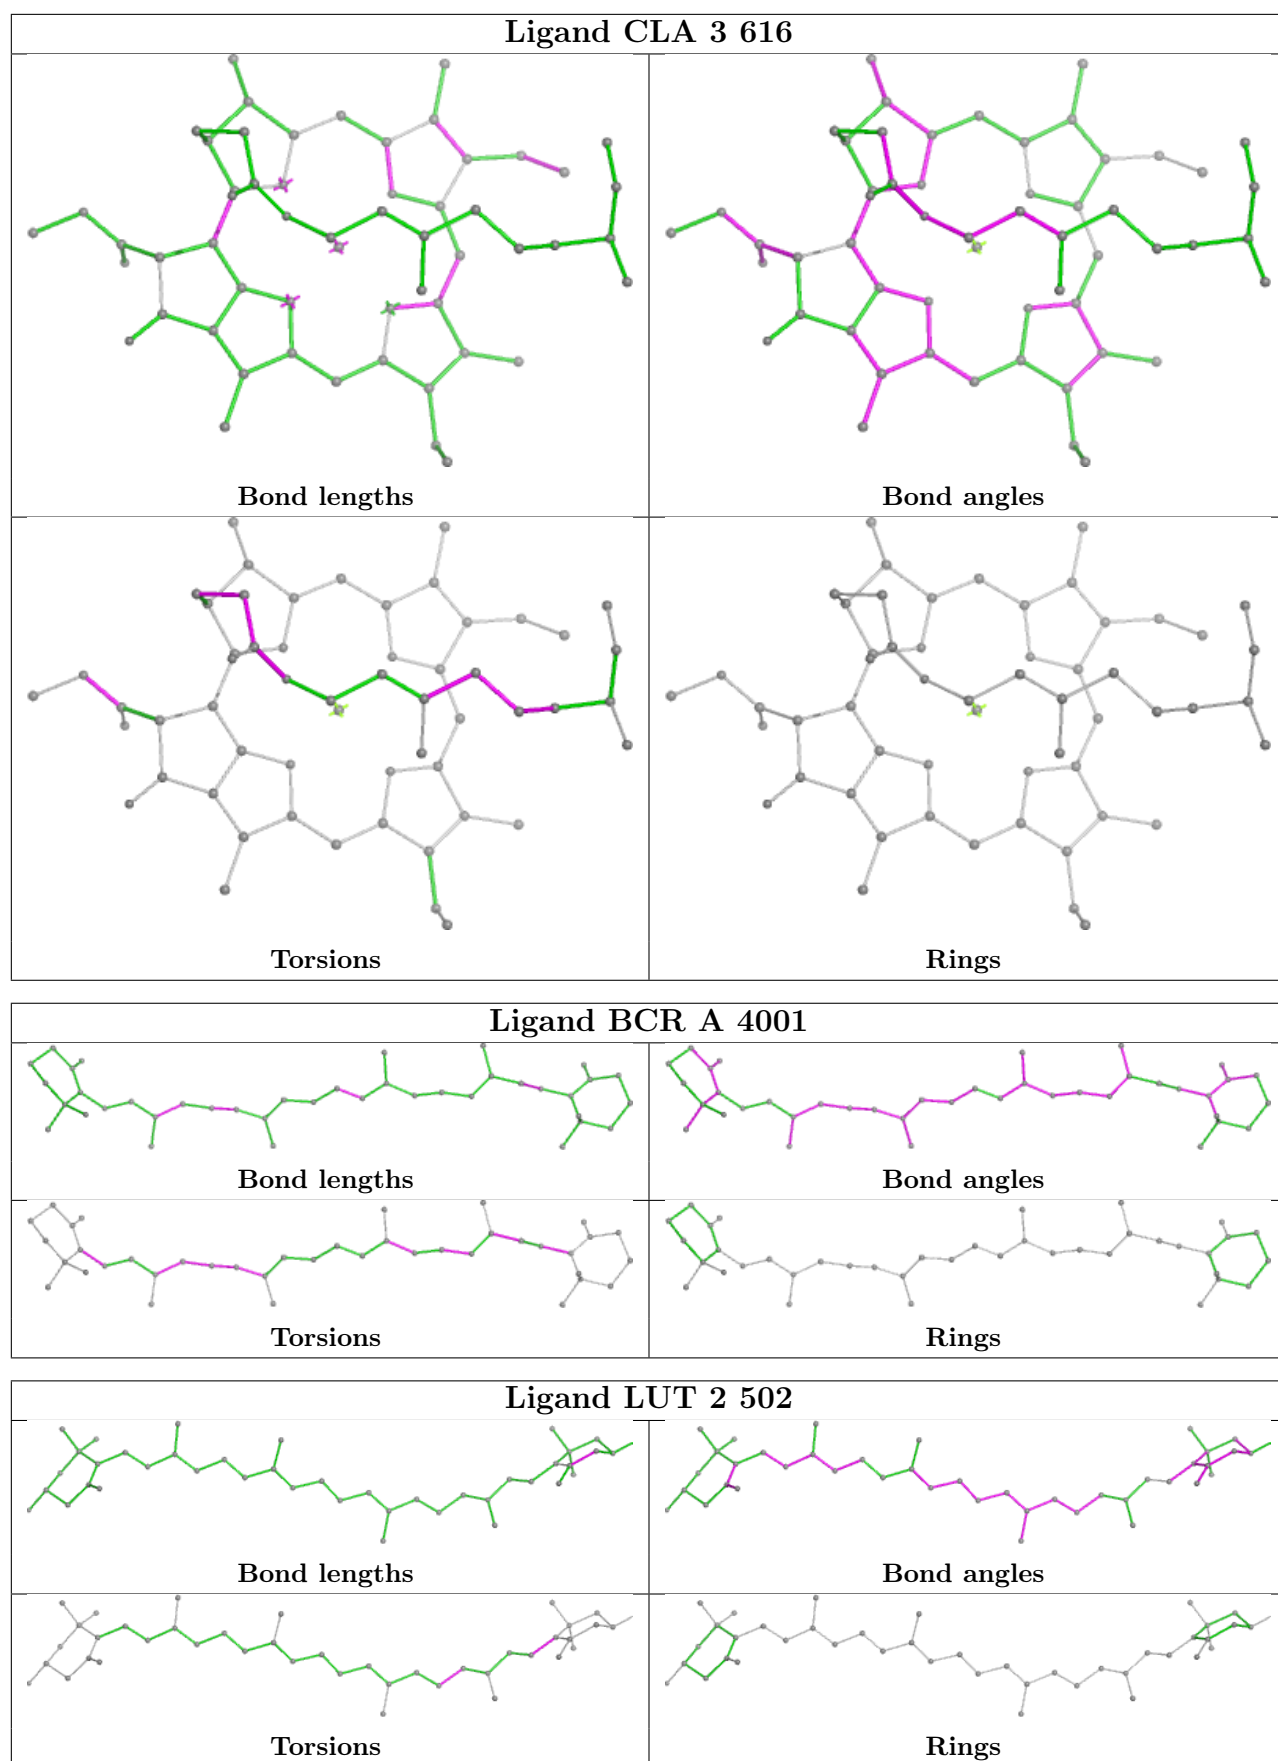 Ligand CLA 3 616
Bond lengths
Bond angles
Torsions
Rings
Ligand BCR A 4001
Bond lengths
Bond angles
Torsions
Rings
Ligand LUT 2 502
Bond lengths
Bond angles
Torsions
Rings